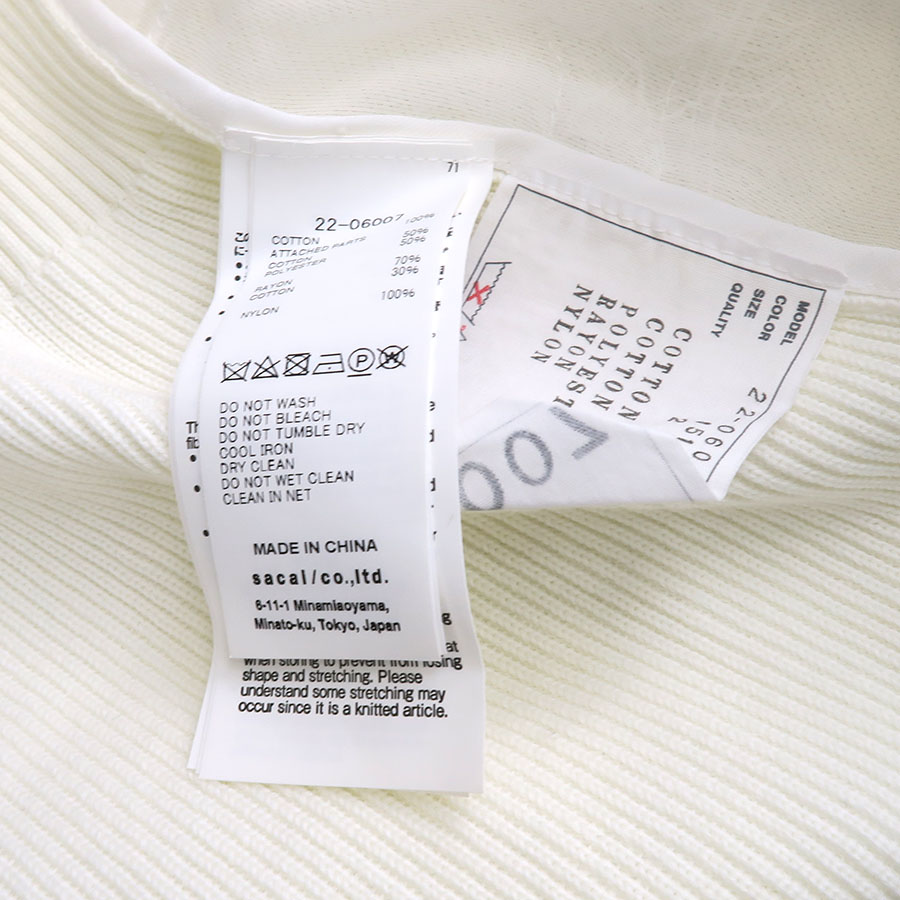 71
22-06007
100%
COTTON 50%
ATTACHED PARTS 50%
COTTON 70%
POLYESTER 30%
RAYON
COTTON 100%
NYLON
DO NOT WASH
DO NOT BLEACH
DO NOT TUMBLE DRY
COOL IRON
DRY CLEAN
DO NOT WET CLEAN
CLEAN IN NET
MADE IN CHINA
sacai/co.,ltd.
6-11-1 Minamiaoyama,
Minato-ku, Tokyo, Japan
when storing to prevent from losing
shape and stretching. Please
understand some stretching may
occur since it is a knitted article.
MODEL 22-060
COLOR 151
SIZE 2
QUALITY
COTTON
COTTON
POLYEST
RAYON
NYLON
700